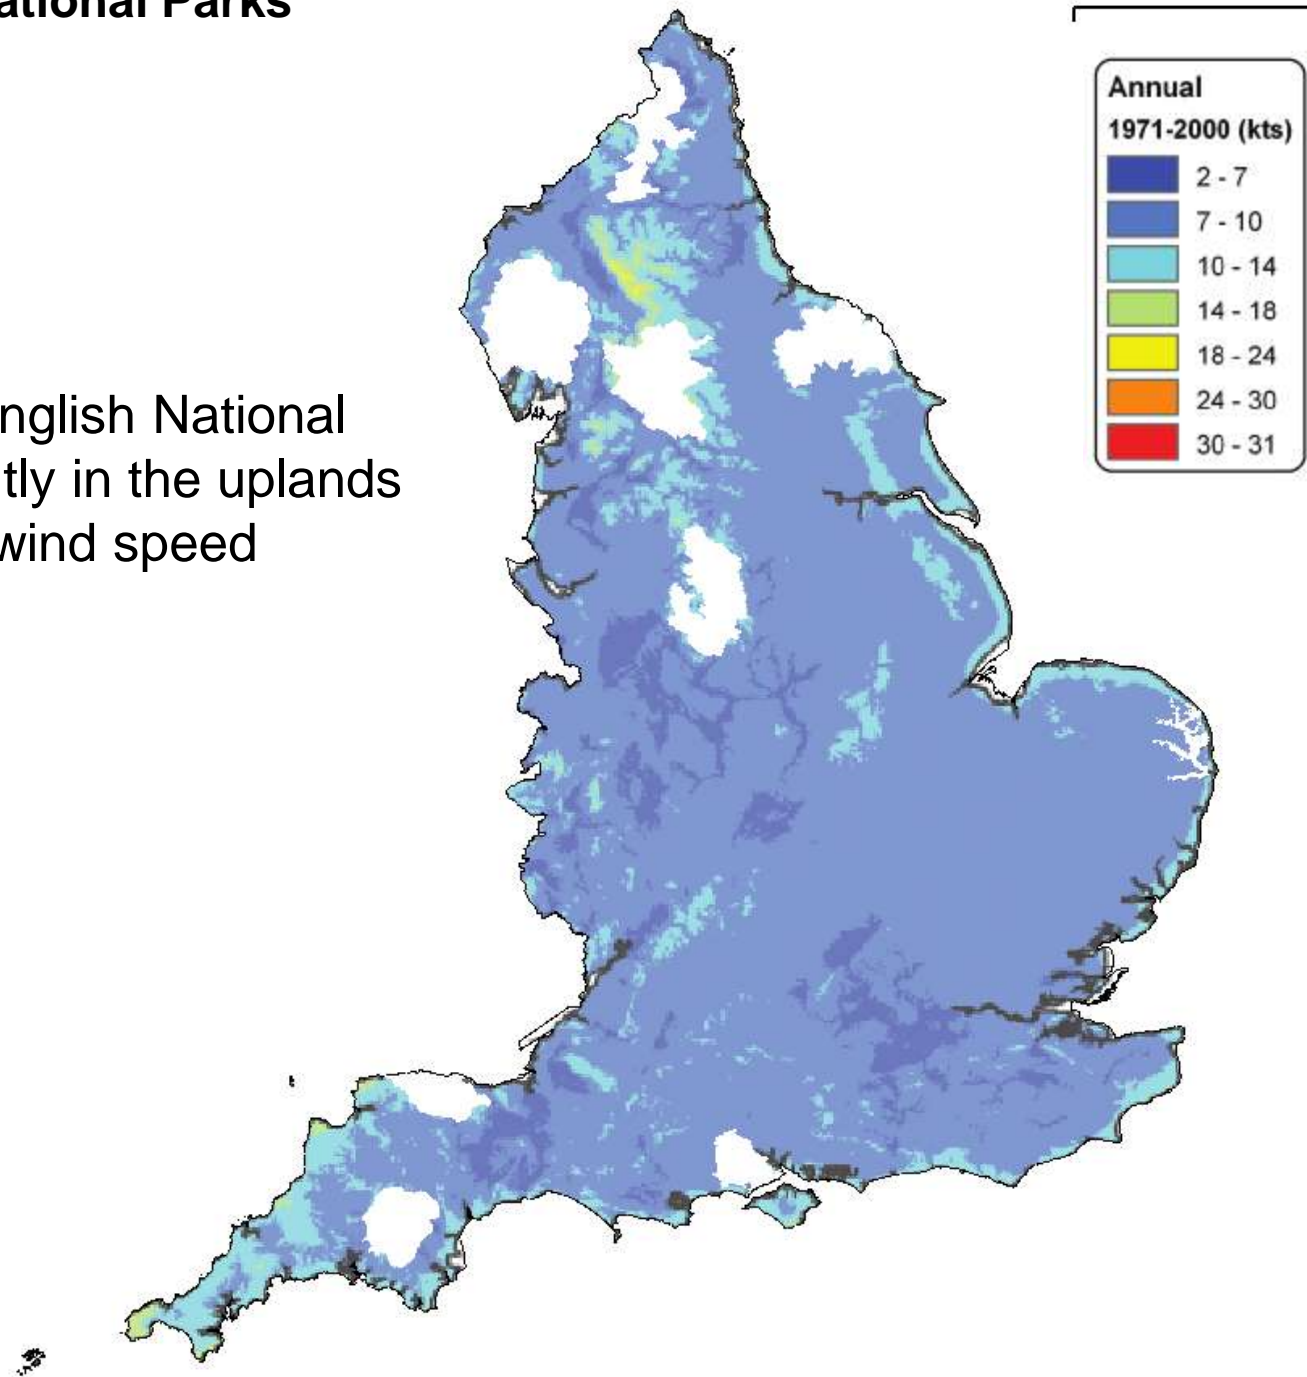 ational Parks
Annual
1971-2000 (kts)
2 - 7
7 - 10
10 - 14
14 - 18
18 - 24
24 - 30
30 - 31
nglish National
tly in the uplands
wind speed